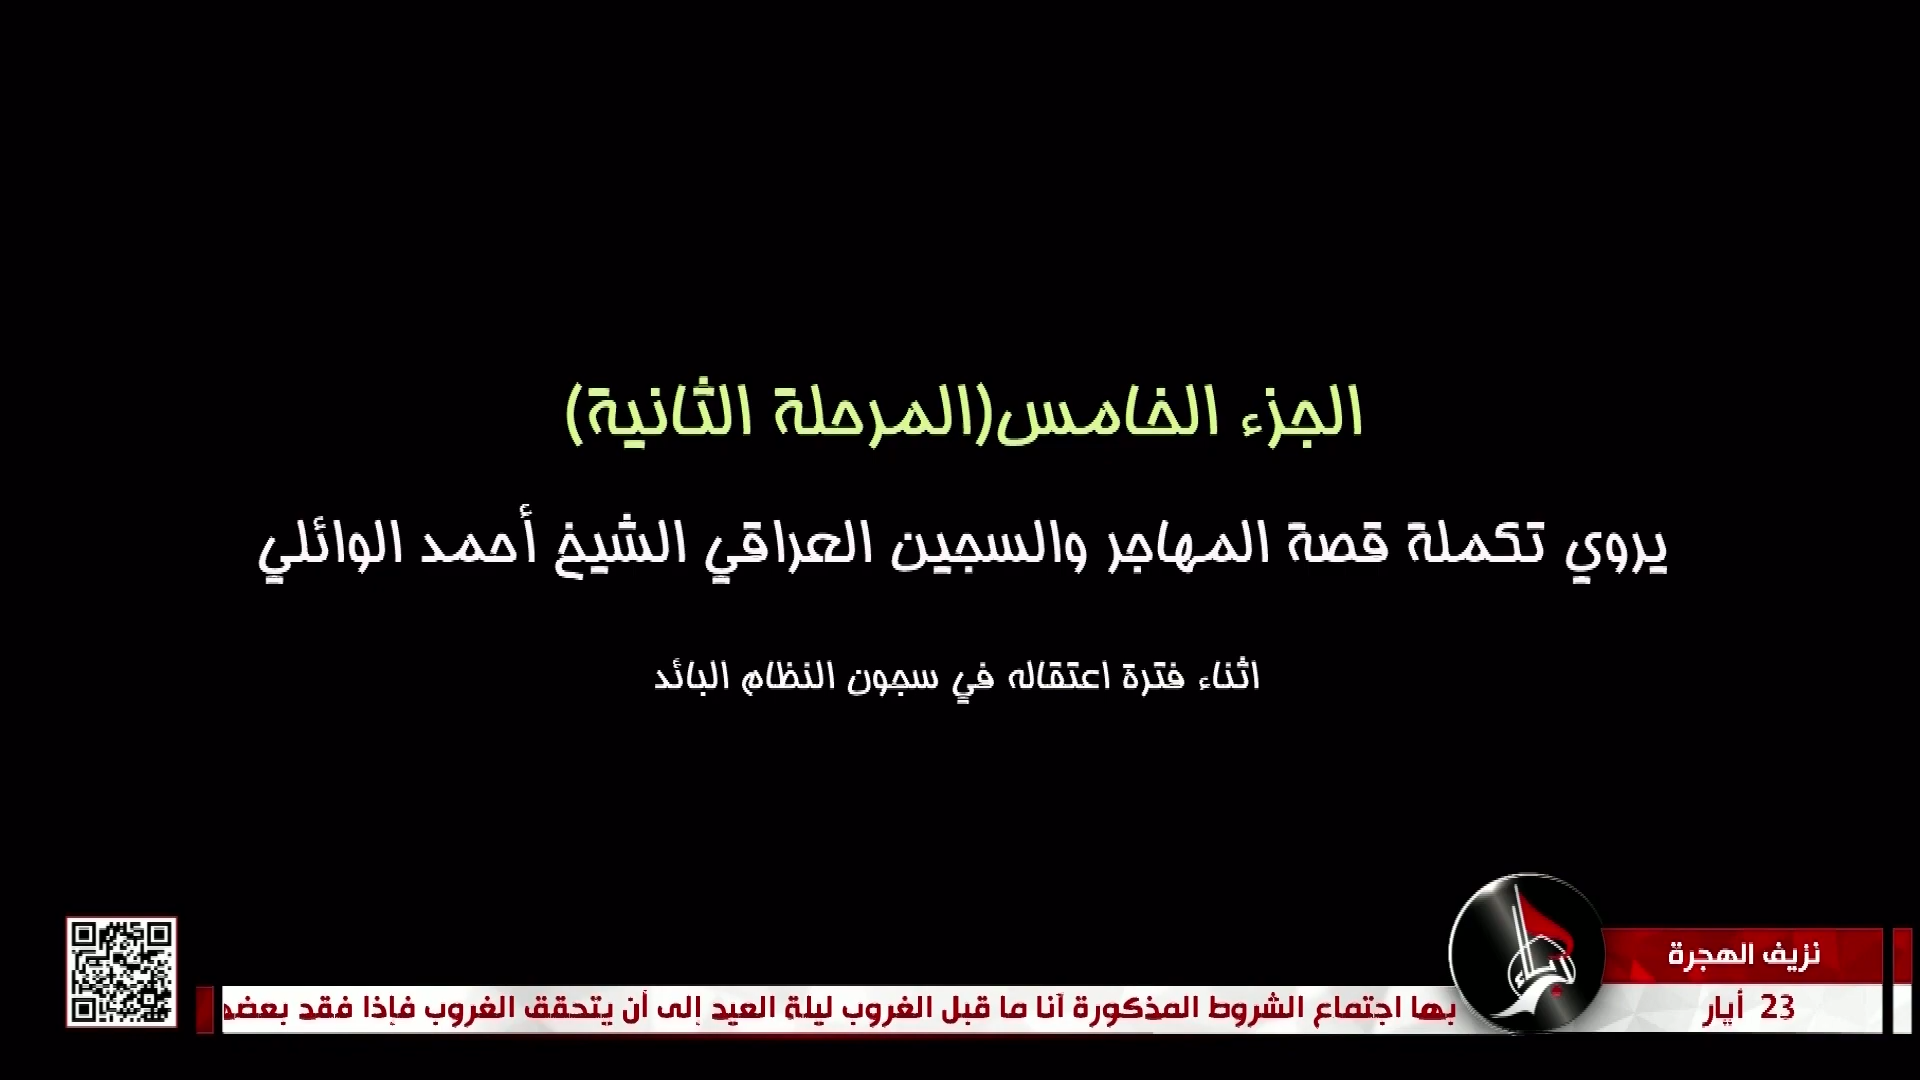 الجزء الخامس(المرحلة الثانية)
يروي تكملة قصة المهاجر والسجين العراقي الشيخ أحمد الوائلي
اثناء فترة اعتقاله في سجون النظام البائد
نزيف الهجرة
23 أيار
بها اجتماع الشروط المذكورة آنا ما قبل الغروب ليلة العيد إلى أن يتحقق الغروب فإذا فقد